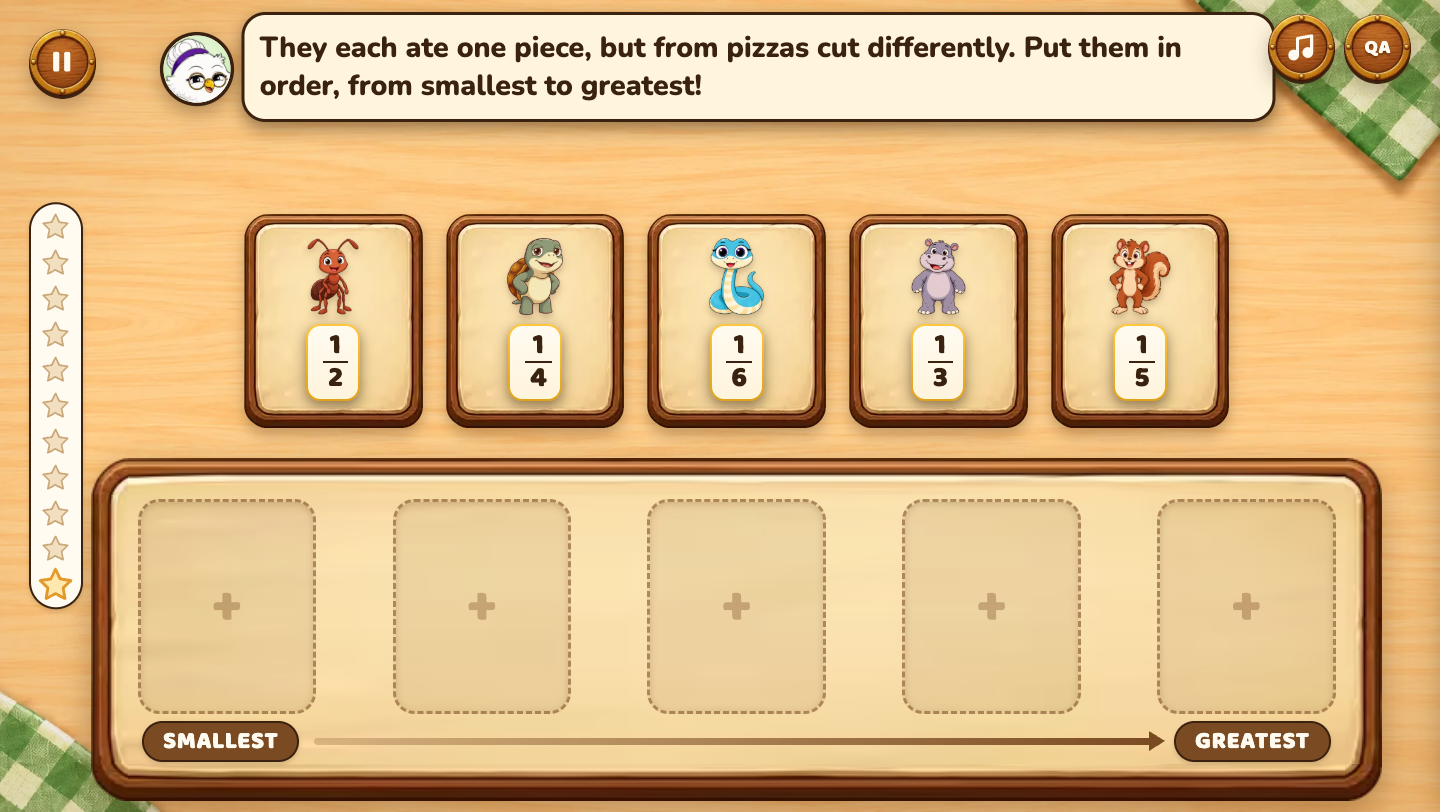 They each ate one piece, but from pizzas cut differently. Put them in
order, from smallest to greatest!
QA
1
2
1
4
1
6
1
3
1
5
SMALLEST
GREATEST